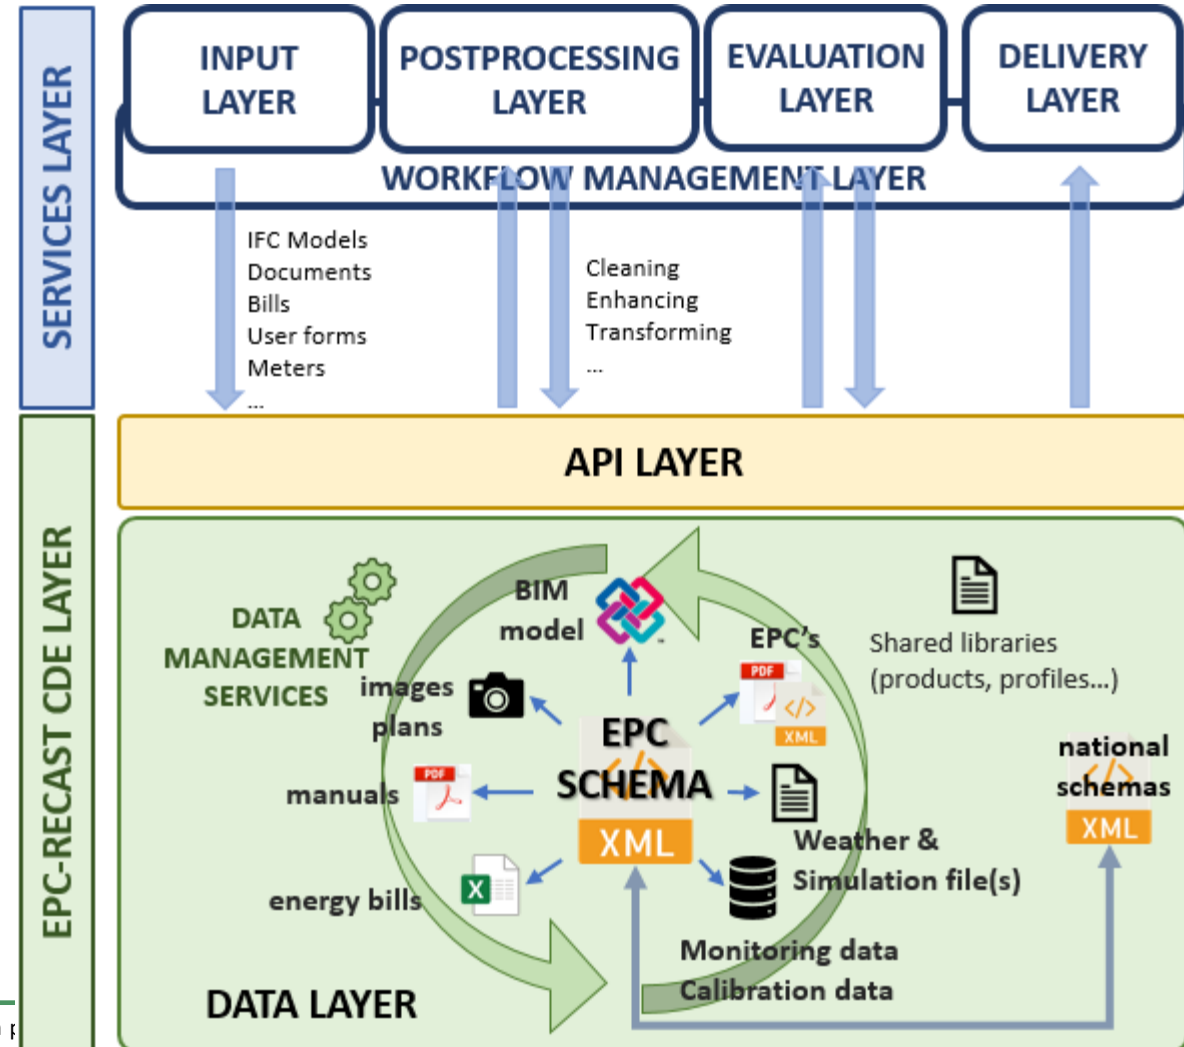 SERVICES LAYER
INPUT
LAYER
POSTPROCESSING
LAYER
EVALUATION
LAYER
DELIVERY
LAYER
WORKFLOW MANAGEMENT LAYER
IFC Models
Documents
Bills
User forms
Meters
...
Cleaning
Enhancing
Transforming
...
EPC-RECAST CDE LAYER
API LAYER
DATA
MANAGEMENT
SERVICES
BIM
model
EPC's
PDF
XML
Shared libraries
(products, profiles...)
images
plans
EPC
SCHEMA
XML
manuals
PDF
national
schemas
XML
Weather &
Simulation file(s)
energy bills
X
Monitoring data
Calibration data
DATA LAYER